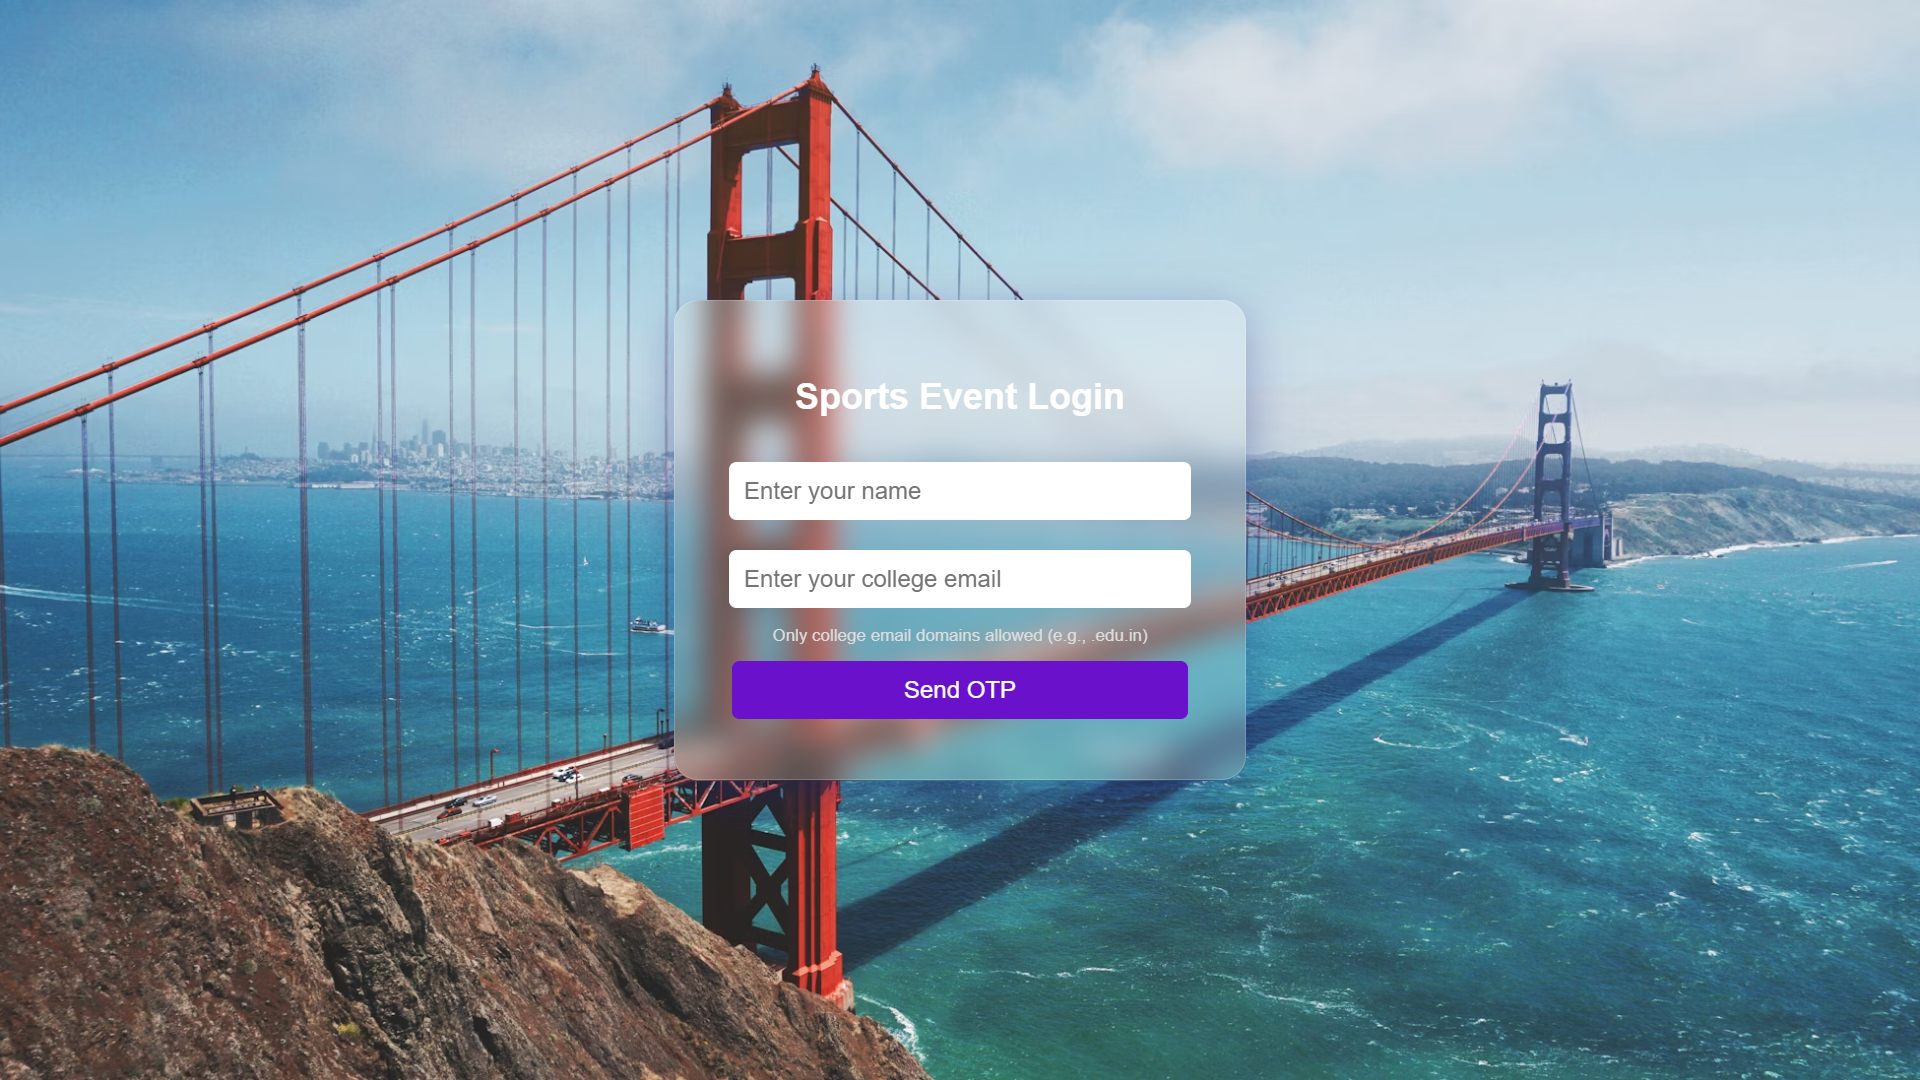 Sports Event Login
Enter your name
Enter your college email
Only college email domains allowed (e.g., .edu.in)
Send OTP